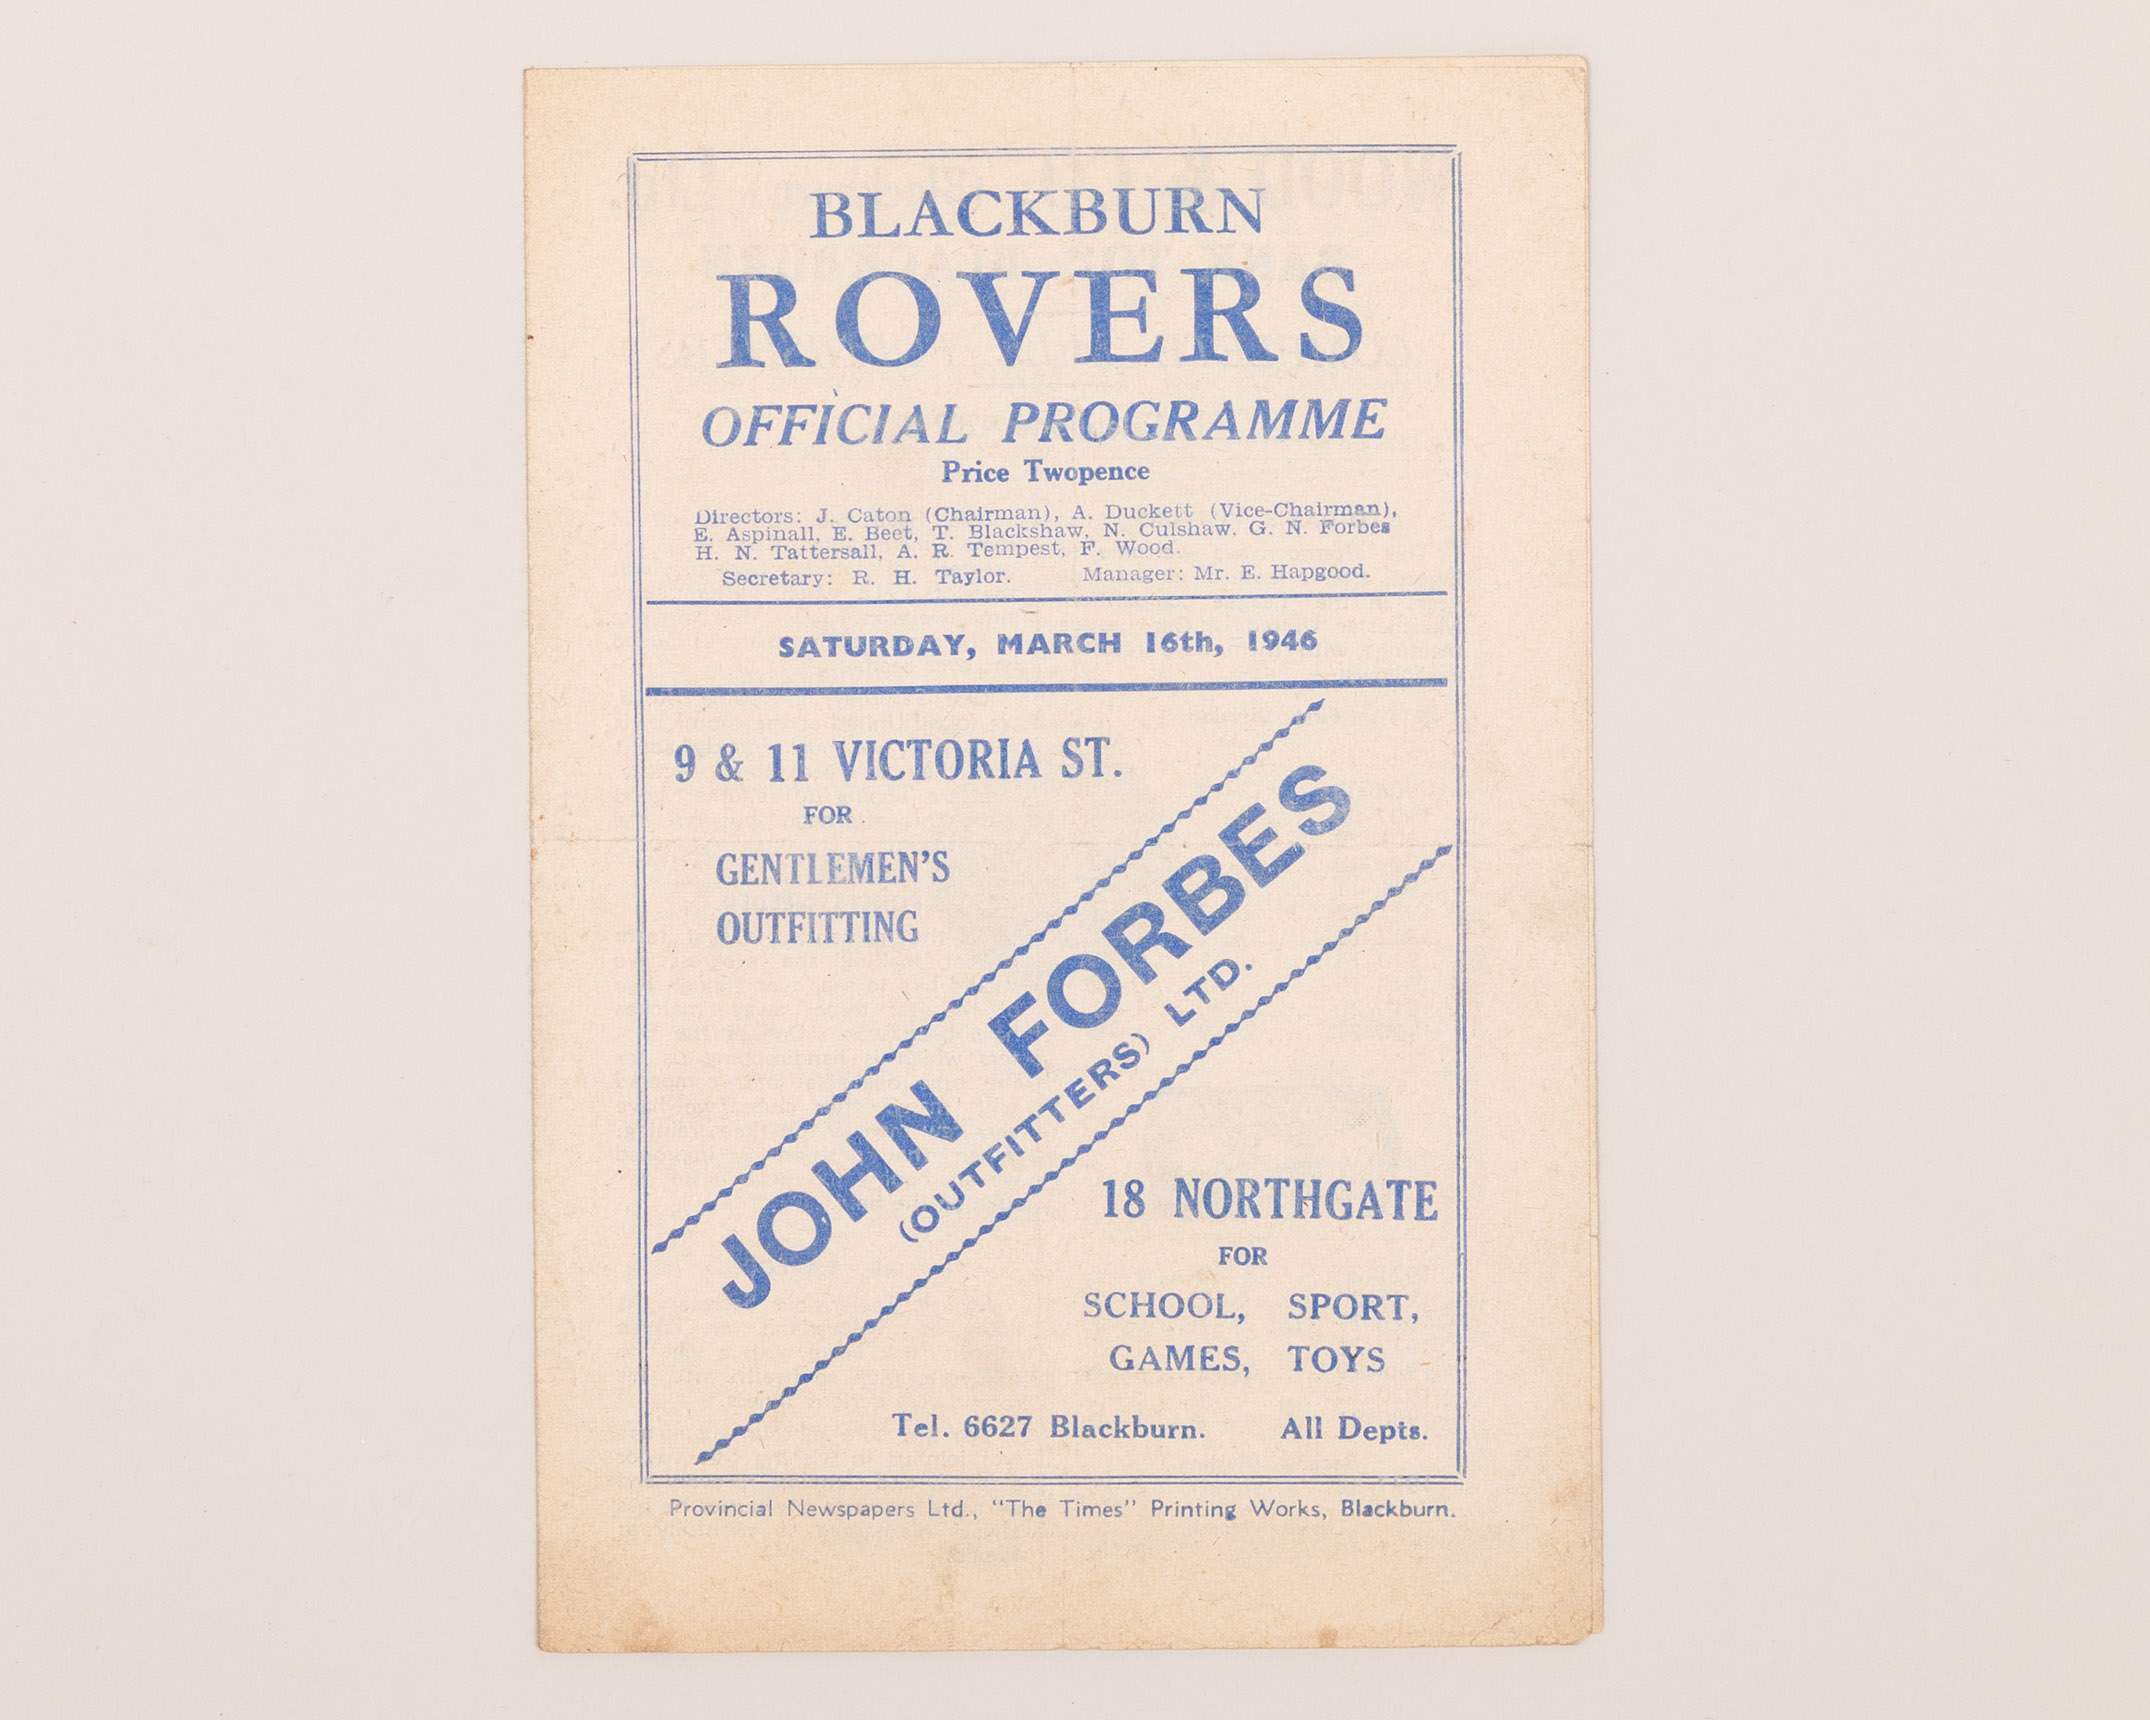 BLACKBURN
ROVERS
OFFICIAL PROGRAMME
Price Twopence
Directors: J. Caton (Chairman), A. Duckett (Vice-Chairman),
E. Aspinall, E. Beet, T. Blackshaw, N. Culshaw, G. N. Forbes
H. N. Tattersall, A. R. Tempest, F. Wood.
Secretary: R. H. Taylor. Manager: Mr. E. Hapgood.
SATURDAY, MARCH 16th, 1946
9 & 11 VICTORIA ST.
FOR
GENTLEMEN'S
OUTFITTING
JOHN FORBES
(OUTFITTERS) LTD.
18 NORTHGATE
FOR
SCHOOL, SPORT,
GAMES, TOYS
Tel. 6627 Blackburn. All Depts.
Provincial Newspapers Ltd., "The Times" Printing Works, Blackburn.